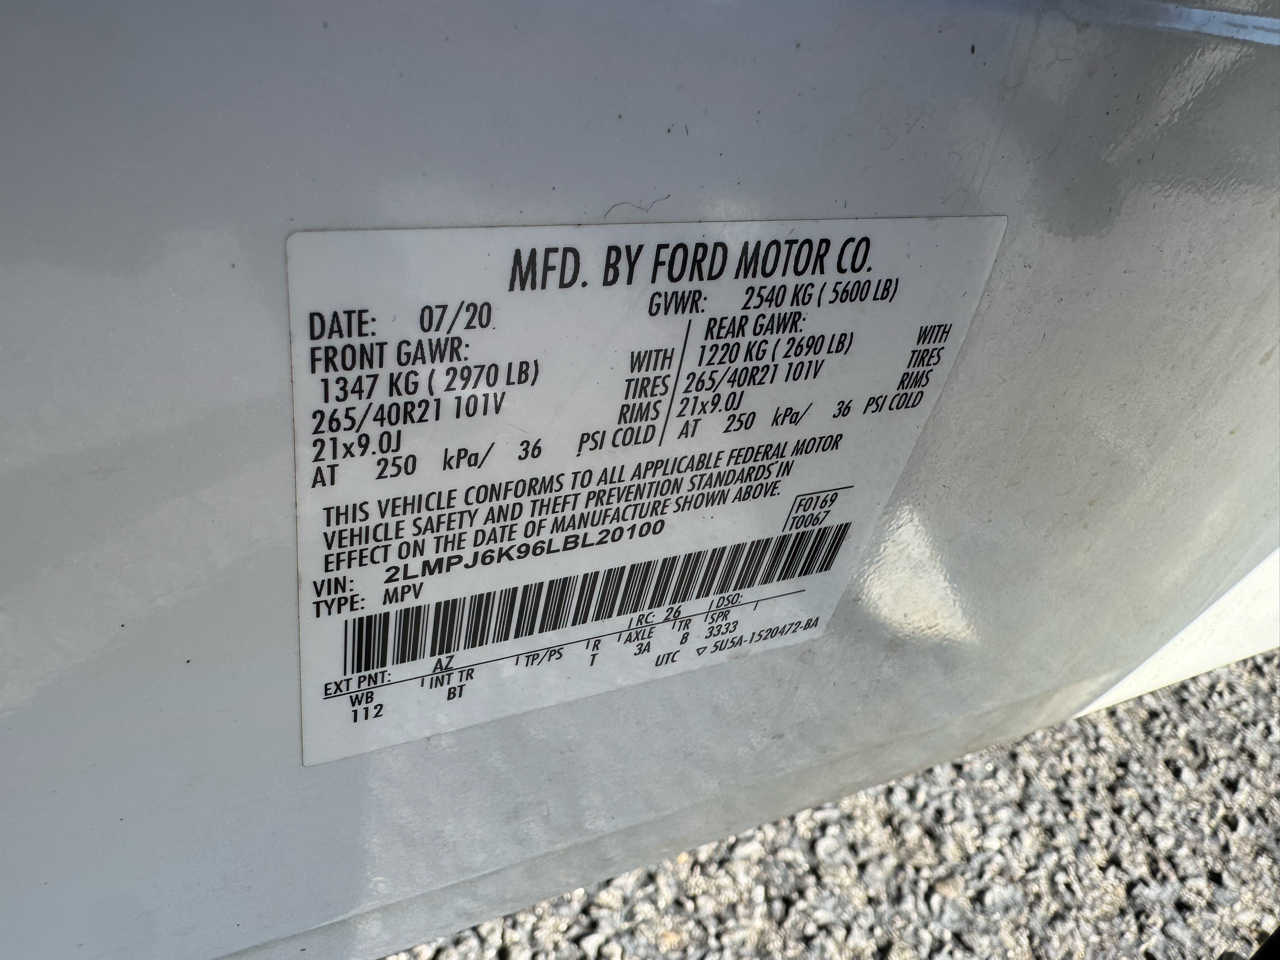 MFD. BY FORD MOTOR CO.
DATE: 07/20 GVWR: 2540 KG ( 5600 LB)
FRONT GAWR: REAR GAWR:
1347 KG ( 2970 LB) WITH 1220 KG ( 2690 LB) WITH
265/40R21 101V TIRES 265/40R21 101V TIRES
21x9.0J RIMS 21x9.0J RIMS
AT 250 kPa/ 36 PSI COLD AT 250 kPa/ 36 PSI COLD
THIS VEHICLE CONFORMS TO ALL APPLICABLE FEDERAL MOTOR
VEHICLE SAFETY AND THEFT PREVENTION STANDARDS IN
EFFECT ON THE DATE OF MANUFACTURE SHOWN ABOVE.
F0169
VIN: 2LMPJ6K96LBL20100 T0067
TYPE: MPV
EXT PNT: AZ RC: 26 DSO:
WB INT TR TP/PS R AXLE TR SPR
112 BT T 3A B 3333
UTC ▽ 5U5A-1520472-BA